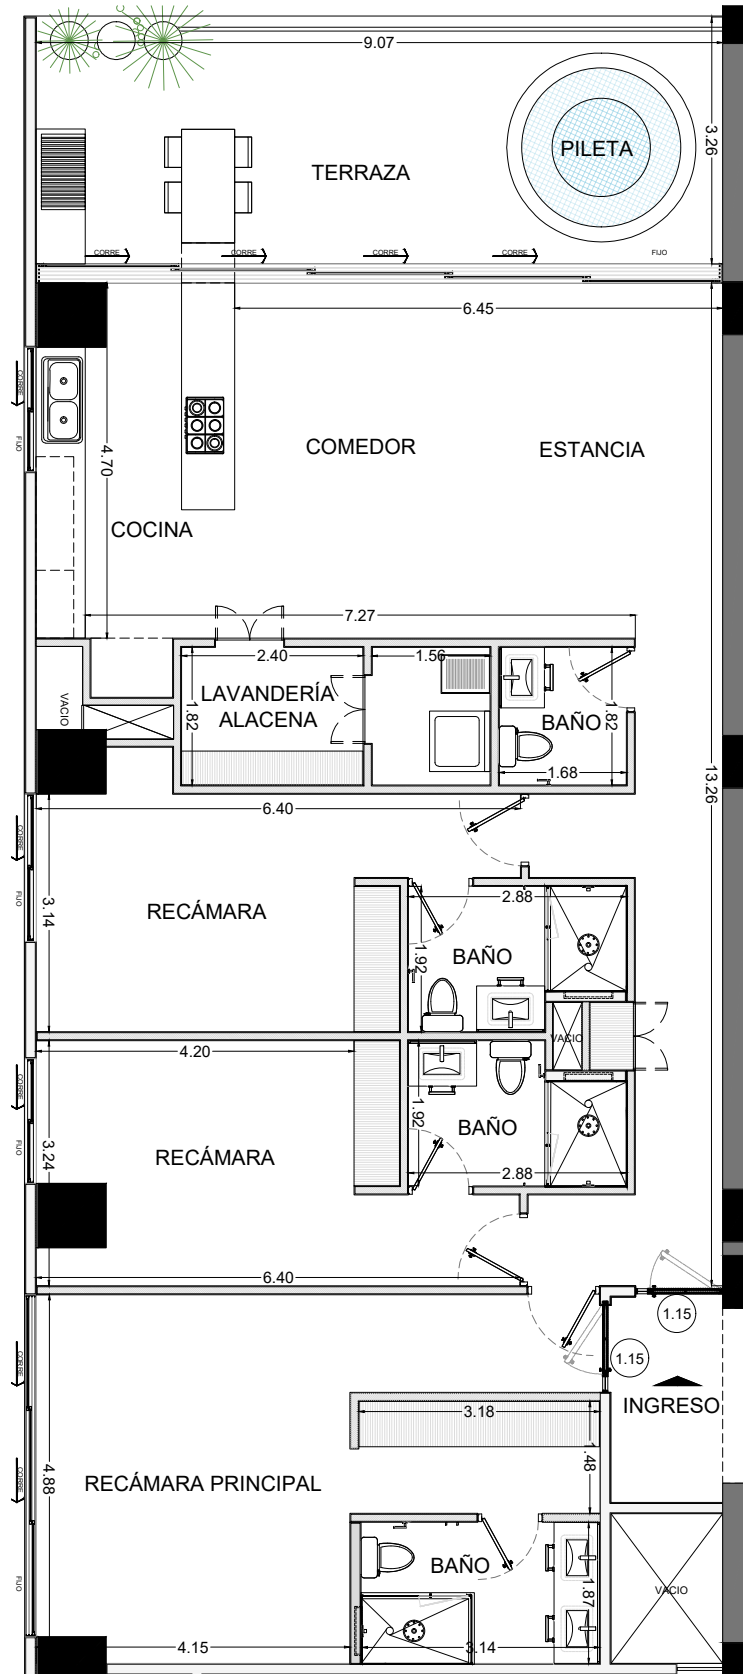 9.07
3.26
PILETA
TERRAZA
CORRE
CORRE
CORRE
CORRE
FIJO
6.45
CORRE
FIJO
4.70
COMEDOR
ESTANCIA
COCINA
7.27
2.40
1.56
VACIO
LAVANDERÍA
ALACENA
1.82
BAÑO
1.82
1.68
13.26
6.40
CORRE
FIJO
3.14
RECÁMARA
2.88
1.92
BAÑO
VACIO
4.20
CORRE
FIJO
3.24
RECÁMARA
1.92
BAÑO
2.88
6.40
1.15
1.15
INGRESO
CORRE
3.18
1.48
4.88
CORRE
RECÁMARA PRINCIPAL
BAÑO
1.87
FIJO
VACIO
4.15
3.14